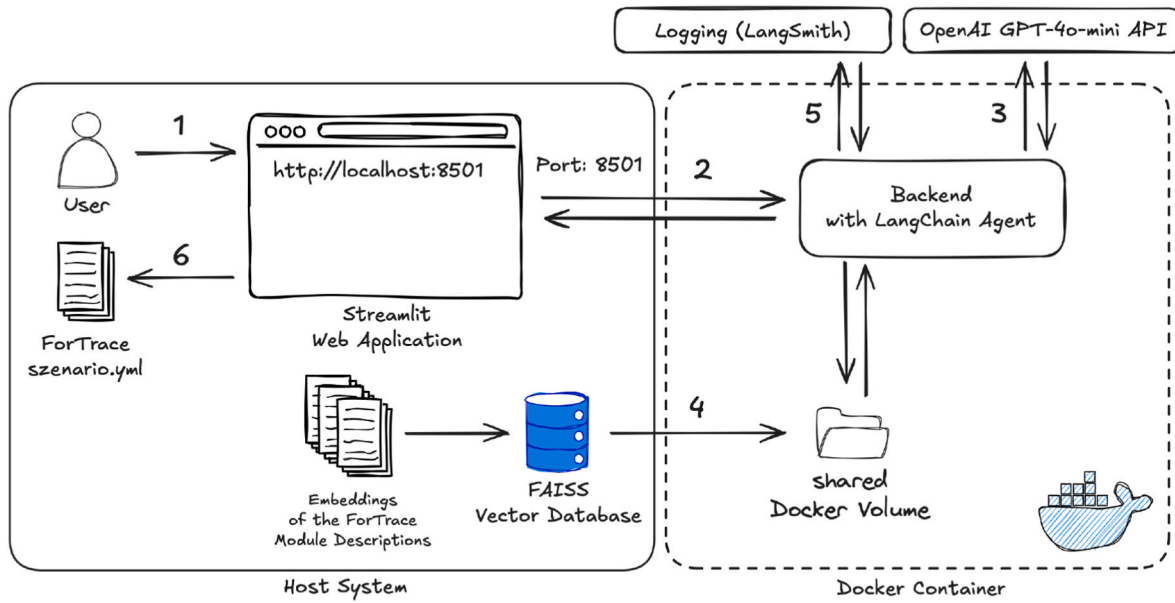 Logging (LangSmith)
OpenAI GPT-4o-mini API
1
5
3
http://localhost:8501
Port: 8501
2
User
Backend
with LangChain Agent
6
ForTrace
szenario.yml
Streamlit
Web Application
4
Embeddings
of the ForTrace
Module Descriptions
FAISS
Vector Database
shared
Docker Volume
Host System
Docker Container